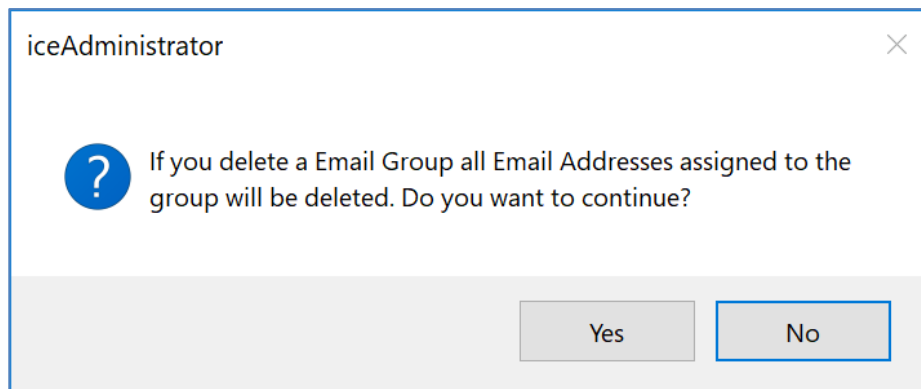 iceAdministrator
?
If you delete a Email Group all Email Addresses assigned to the
group will be deleted. Do you want to continue?
Yes No